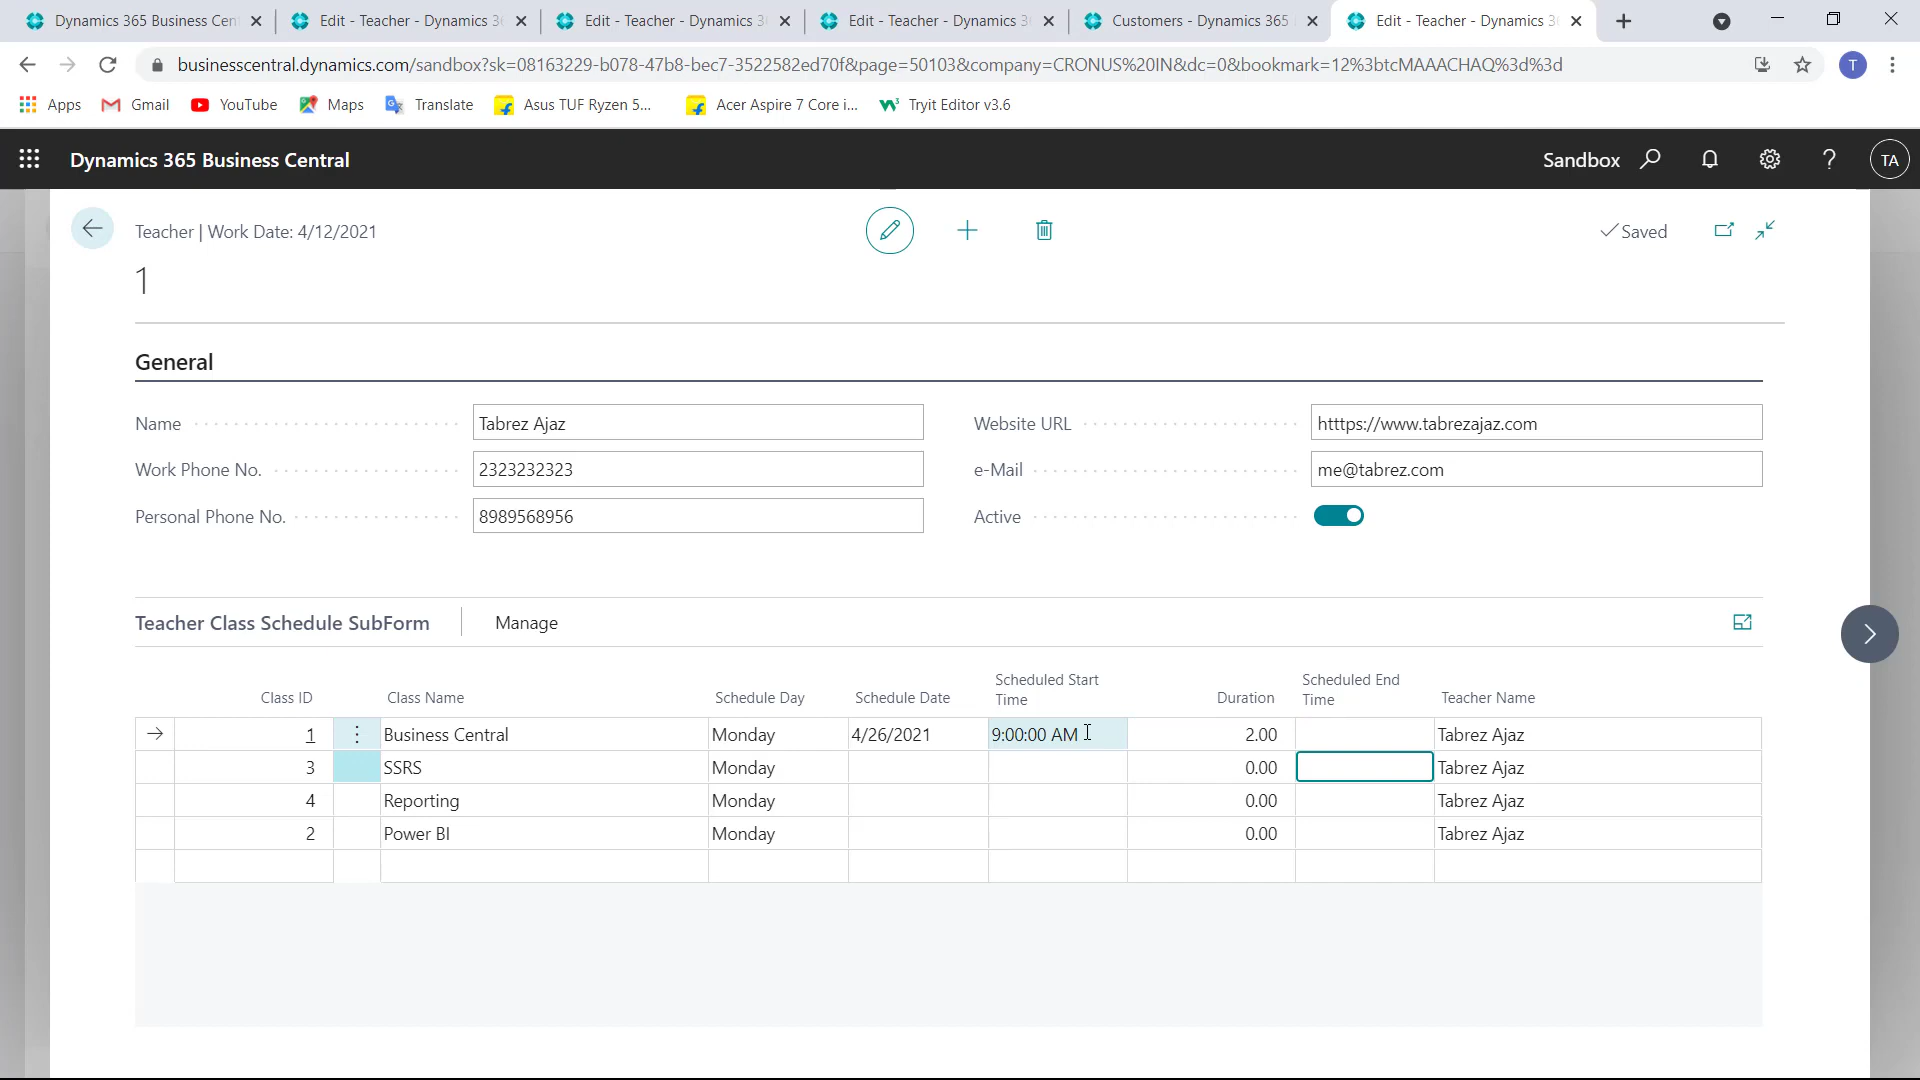 Dynamics 365 Business Cen
Edit - Teacher - Dynamics 3
Edit - Teacher - Dynamics 3
Edit - Teacher - Dynamics 3
Customers - Dynamics 365
Edit - Teacher - Dynamics 3
businesscentral.dynamics.com/sandbox?sk=08163229-b078-47b8-bec7-3522582ed70f&page=50103&company=CRONUS%20IN&dc=0&bookmark=12%3btcMAAACHAQ%3d%3d
T
Apps Gmail YouTube Maps Translate Asus TUF Ryzen 5... Acer Aspire 7 Core i... Tryit Editor v3.6
Dynamics 365 Business Central
Sandbox
? TA
Teacher | Work Date: 4/12/2021
Saved
1
General
Name Tabrez Ajaz
Website URL htttps://www.tabrezajaz.com
Work Phone No. 2323232323
e-Mail me@tabrez.com
Personal Phone No. 8989568956
Active
Teacher Class Schedule SubForm Manage
Class ID Class Name Schedule Day Schedule Date Scheduled Start Time Duration Scheduled End Time Teacher Name
1 Business Central Monday 4/26/2021 9:00:00 AM 2.00 Tabrez Ajaz
3 SSRS Monday 0.00 Tabrez Ajaz
4 Reporting Monday 0.00 Tabrez Ajaz
2 Power BI Monday 0.00 Tabrez Ajaz